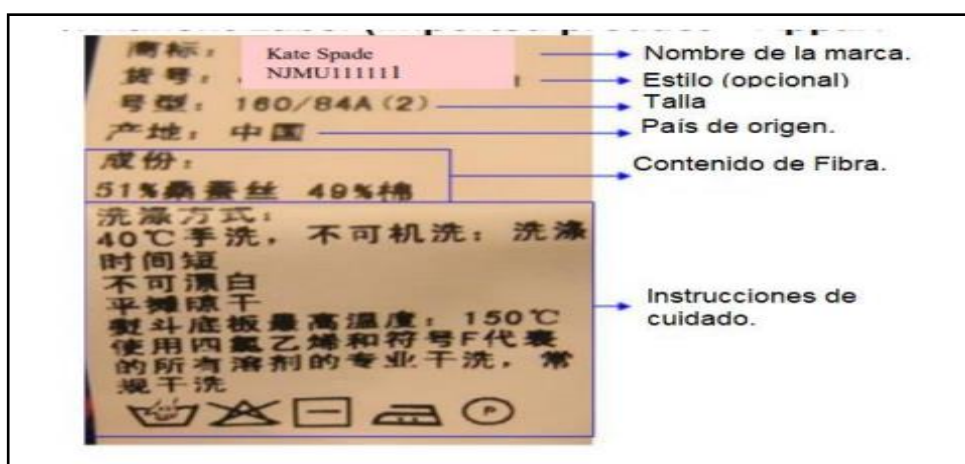 商标: Kate Spade Nombre de la marca.
货号: NJMU111111 Estilo (opcional)
号型: 160/84A(2) Talla
产地: 中国 País de origen.
成份: Contenido de Fibra.
51%桑蚕丝 49%棉
洗涤方式:
40℃手洗,不可机洗;洗涤
时间短
不可漂白
平摊晾干
熨斗底板最高温度:150℃
Instrucciones de
cuidado.
使用四氯乙烯和符号F代表
的所有溶剂的专业干洗,常
规干洗
P